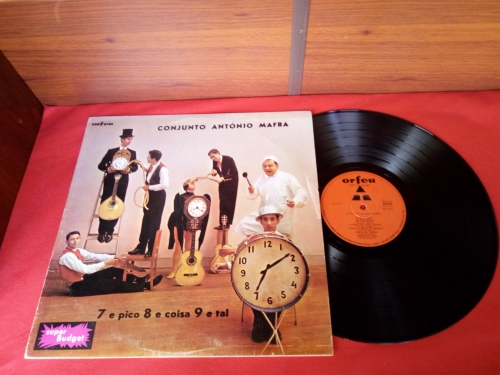 orfeu
CONJUNTO ANTÓNIO MAFRA
7 e pico 8 e coisa 9 e tal
super
Budget
orfeu